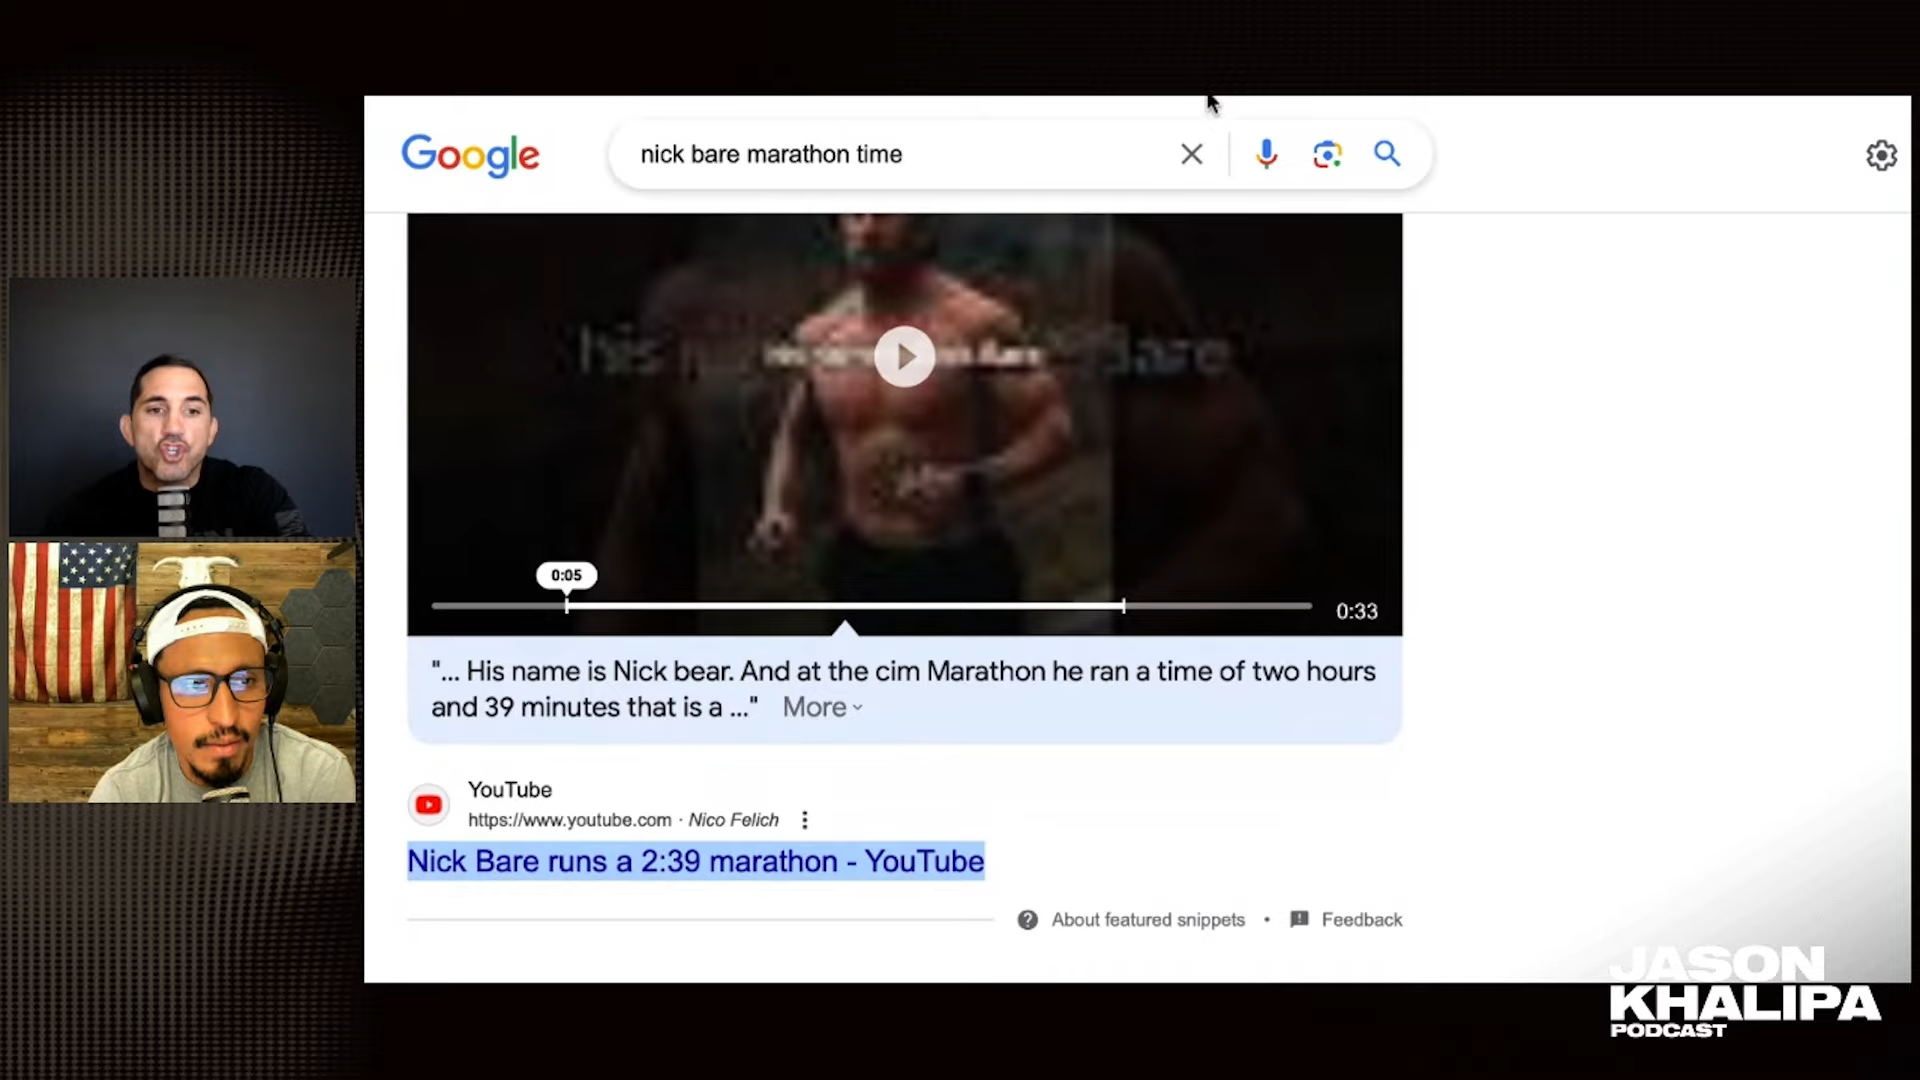 Google
nick bare marathon time
his
Bare
0:05
0:33
"... His name is Nick bear. And at the cim Marathon he ran a time of two hours
and 39 minutes that is a ..." More
YouTube
https://www.youtube.com · Nico Felich
Nick Bare runs a 2:39 marathon - YouTube
About featured snippets • Feedback
JASON
KHALIPA
PODCAST